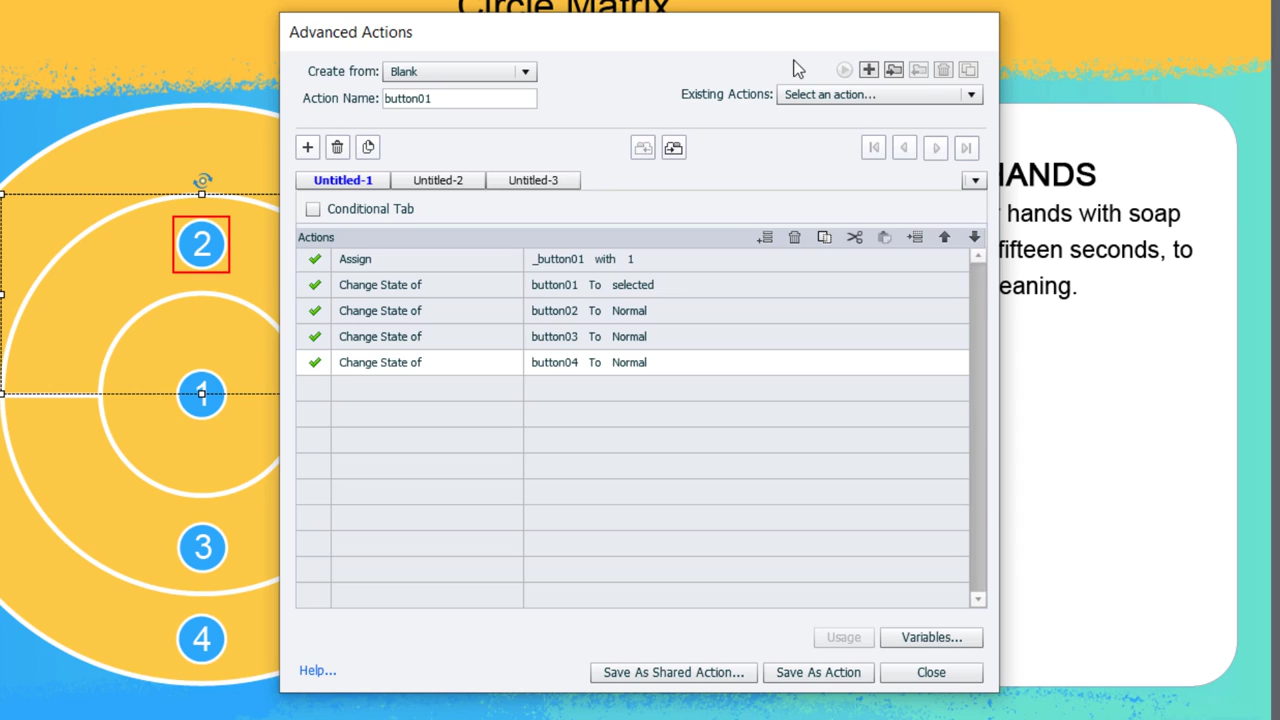 Circle Matrix
Advanced Actions
Create from: Blank
Action Name: button01
Existing Actions: Select an action...
Untitled-1 Untitled-2 Untitled-3
Conditional Tab
Actions
Assign _button01 with 1
Change State of button01 To selected
Change State of button02 To Normal
Change State of button03 To Normal
Change State of button04 To Normal
Usage Variables...
Help... Save As Shared Action... Save As Action Close
2
1
3
4
HANDS
hands with soap
fifteen seconds, to
eaning.